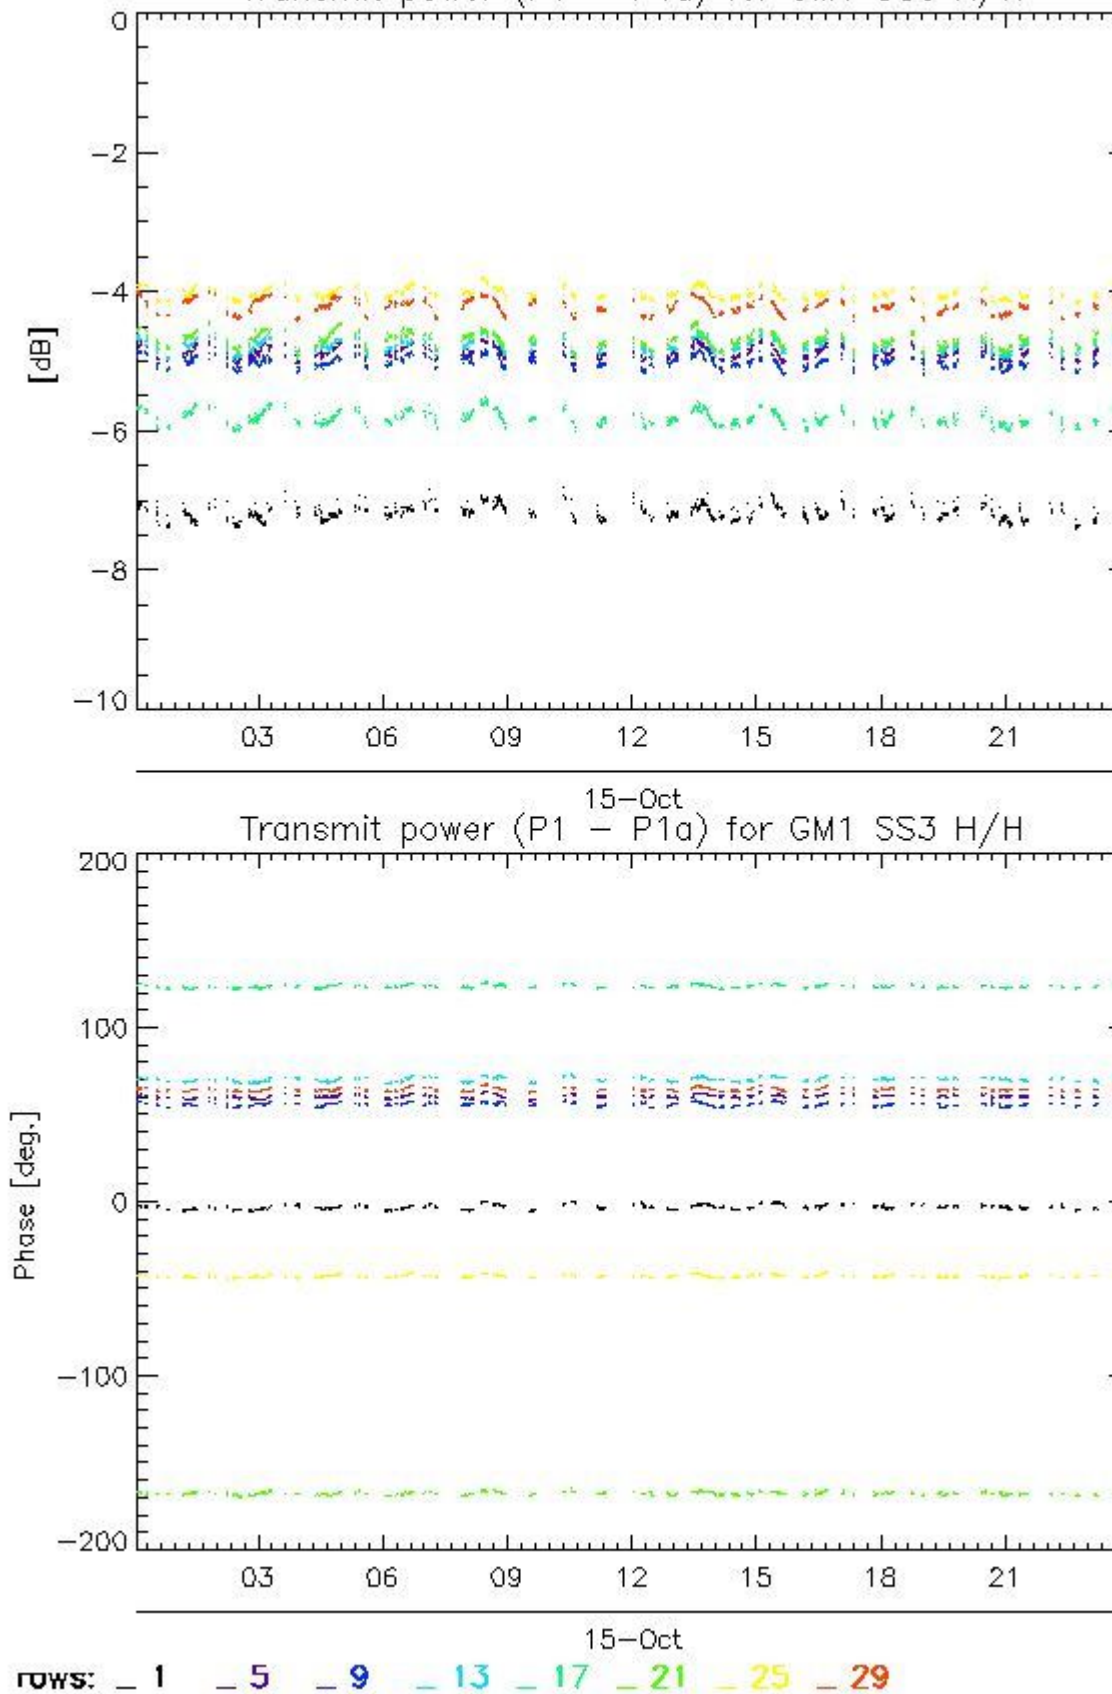 0
−2
−4
[dB]
−6
−8
−10
03 06 09 12 15 18 21
15−Oct
Transmit power (P1 − P1a) for GM1 SS3 H/H
200
100
Phase [deg.]
0
−100
−200
03 06 09 12 15 18 21
15−Oct
rows: _ 1 _ 5 _ 9 _ 13 _ 17 _ 21 _ 25 _ 29